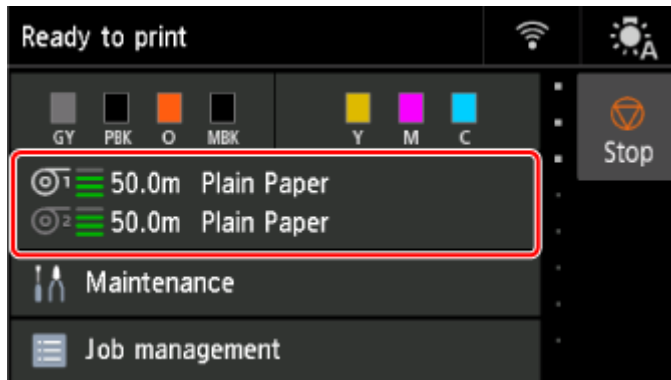 Ready to print
A
GY PBK O MBK Y M C
Stop
1 50.0m Plain Paper
2 50.0m Plain Paper
Maintenance
Job management